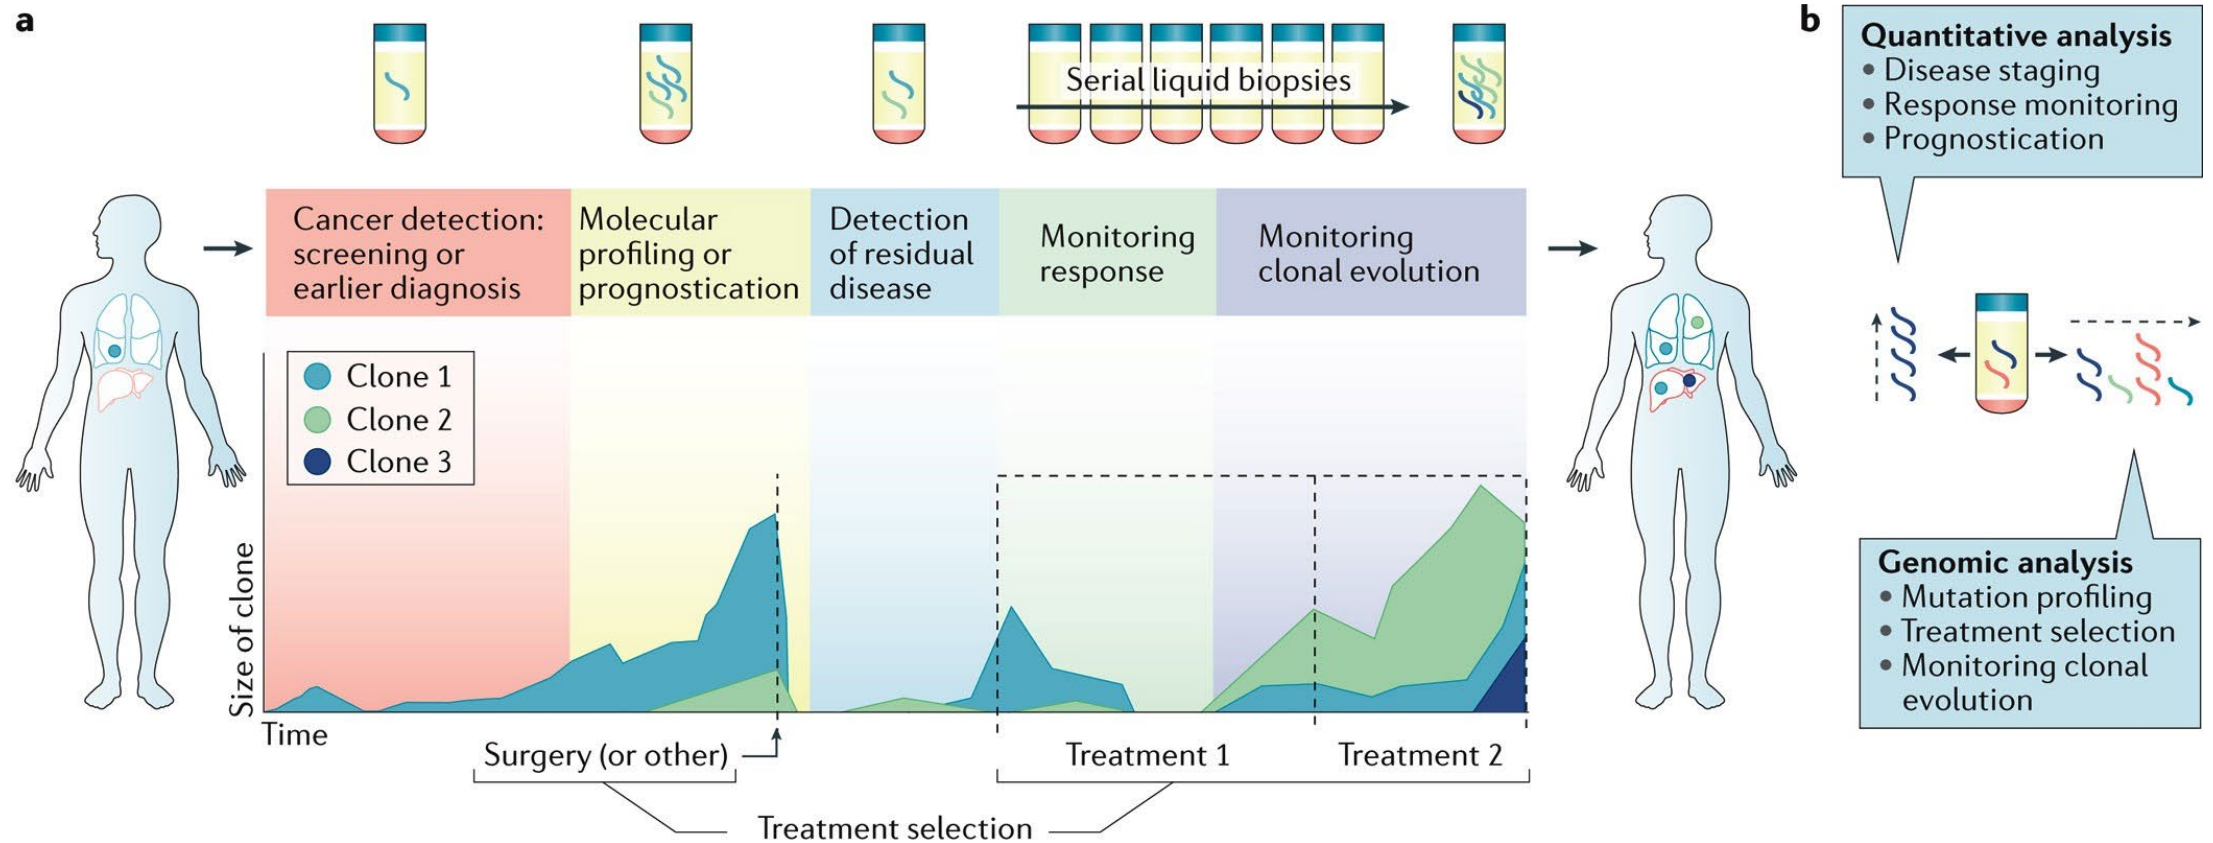 a
Serial liquid biopsies
Cancer detection:
screening or
earlier diagnosis
Molecular
profiling or
prognostication
Detection
of residual
disease
Monitoring
response
Monitoring
clonal evolution
Clone 1
Clone 2
Clone 3
Size of clone
Time
Surgery (or other)
Treatment 1
Treatment 2
Treatment selection
b
Quantitative analysis
• Disease staging
• Response monitoring
• Prognostication
Genomic analysis
• Mutation profiling
• Treatment selection
• Monitoring clonal
evolution